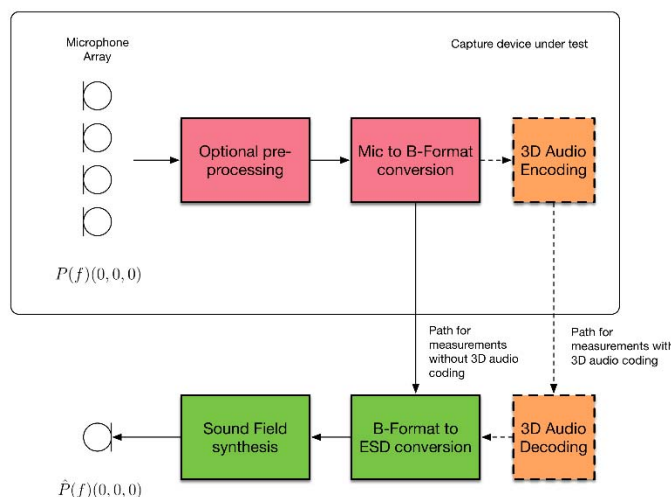 Microphone
Array
Capture device under test
Optional pre-
processing
Mic to B-Format
conversion
3D Audio
Encoding
P(f)(0, 0, 0)
Path for
measurements
without 3D audio
coding
Path for
measurements with
3D audio coding
Sound Field
synthesis
B-Format to
ESD conversion
3D Audio
Decoding
P̂(f)(0, 0, 0)